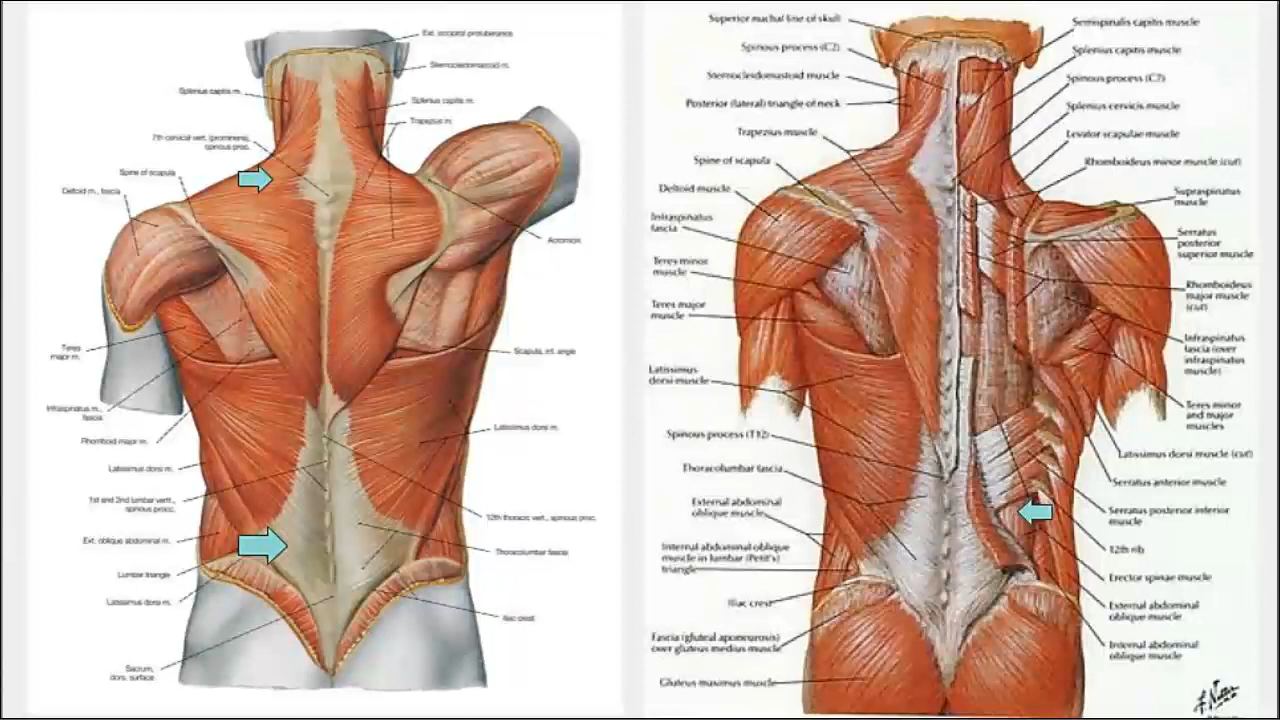 Ext. occipital protuberance
Sternocleidomastoid m.
Splenius capitis m.
Splenius capitis m.
Trapezius m.
7th cervical vert. (prominens),
spinous proc.
Spine of scapula
Deltoid m., fascia
Acromion
Teres
major m.
Scapula, inf. angle
Infraspinatus m.,
fascia
Rhomboid major m.
Latissimus dorsi m.
Latissimus dorsi m.
1st and 2nd lumbar vert.,
spinous procc.
12th thoracic vert., spinous proc.
Ext. oblique abdominal m.
Thoracolumbar fascia
Lumbar triangle
Latissimus dorsi m.
Iliac crest
Sacrum,
dors. surface
Superior nuchal line of skull
Spinous process (C2)
Sternocleidomastoid muscle
Posterior (lateral) triangle of neck
Trapezius muscle
Spine of scapula
Deltoid muscle
Infraspinatus
fascia
Teres minor
muscle
Teres major
muscle
Latissimus
dorsi muscle
Spinous process (T12)
Thoracolumbar fascia
External abdominal
oblique muscle
Internal abdominal oblique
muscle in lumbar (Petit's)
triangle
Iliac crest
Fascia (gluteal aponeurosis)
over gluteus medius muscle
Gluteus maximus muscle
Semispinalis capitis muscle
Splenius capitis muscle
Spinous process (C7)
Splenius cervicis muscle
Levator scapulae muscle
Rhomboideus minor muscle (cut)
Supraspinatus
muscle
Serratus
posterior
superior muscle
Rhomboideus
major muscle
(cut)
Infraspinatus
fascia (over
infraspinatus
muscle)
Teres minor
and major
muscles
Latissimus dorsi muscle (cut)
Serratus anterior muscle
Serratus posterior inferior
muscle
12th rib
Erector spinae muscle
External abdominal
oblique muscle
Internal abdominal
oblique muscle
F. Netter